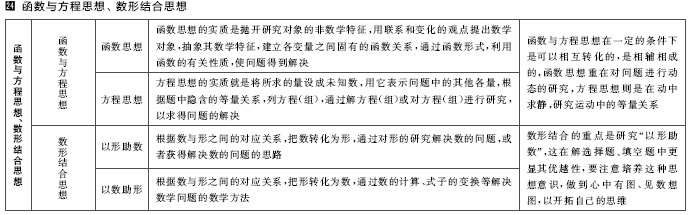 24 函数与方程思想、数形结合思想
函数与方程思想、数形结合思想
函数与方程思想
函数思想
函数思想的实质是抛开研究对象的非数学特征,用联系和变化的观点提出数学
对象,抽象其数学特征,建立各变量之间固有的函数关系,通过函数形式,利用
函数的有关性质,使问题得到解决
函数与方程思想在一定的条件下
是可以相互转化的,是相辅相成
的,函数思想重在对问题进行动
态的研究,方程思想则是在动中
求静,研究运动中的等量关系
方程思想
方程思想的实质就是将所求的量设成未知数,用它表示问题中的其他各量,根
据题中隐含的等量关系,列方程(组),通过解方程(组)或对方程(组)进行研究,
以求得问题的解决
数形结合思想
以形助数
根据数与形之间的对应关系,把数转化为形,通过对形的研究解决数的问题,或
者获得解决数的问题的思路
数形结合的重点是研究“以形助
数”,这在解选择题、填空题中更
显其优越性,要注意培养这种思
想意识,做到心中有图、见数想
图,以开拓自己的思维
以数助形
根据数与形之间的对应关系,把形转化为数,通过数的计算、式子的变换等解决
数学问题的数学方法